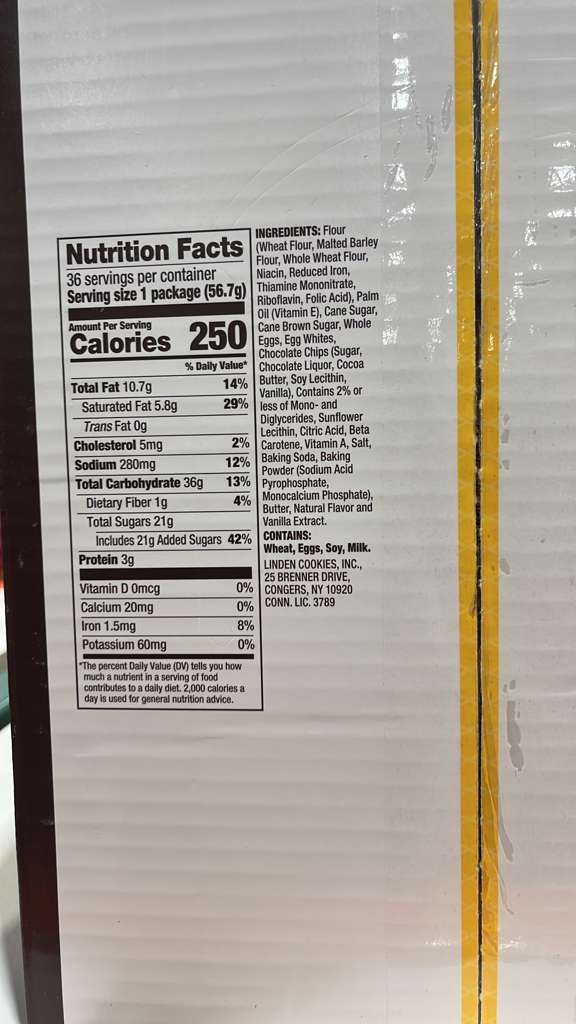 Nutrition Facts
36 servings per container
Serving size 1 package (56.7g)
Amount Per Serving
Calories 250
% Daily Value*
Total Fat 10.7g 14%
Saturated Fat 5.8g 29%
Trans Fat 0g
Cholesterol 5mg 2%
Sodium 280mg 12%
Total Carbohydrate 36g 13%
Dietary Fiber 1g 4%
Total Sugars 21g
Includes 21g Added Sugars 42%
Protein 3g
Vitamin D 0mcg 0%
Calcium 20mg 0%
Iron 1.5mg 8%
Potassium 60mg 0%
*The percent Daily Value (DV) tells you how
much a nutrient in a serving of food
contributes to a daily diet. 2,000 calories a
day is used for general nutrition advice.
INGREDIENTS: Flour
(Wheat Flour, Malted Barley
Flour, Whole Wheat Flour,
Niacin, Reduced Iron,
Thiamine Mononitrate,
Riboflavin, Folic Acid), Palm
Oil (Vitamin E), Cane Sugar,
Cane Brown Sugar, Whole
Eggs, Egg Whites,
Chocolate Chips (Sugar,
Chocolate Liquor, Cocoa
Butter, Soy Lecithin,
Vanilla), Contains 2% or
less of Mono- and
Diglycerides, Sunflower
Lecithin, Citric Acid, Beta
Carotene, Vitamin A, Salt,
Baking Soda, Baking
Powder (Sodium Acid
Pyrophosphate,
Monocalcium Phosphate),
Butter, Natural Flavor and
Vanilla Extract.
CONTAINS:
Wheat, Eggs, Soy, Milk.
LINDEN COOKIES, INC.,
25 BRENNER DRIVE,
CONGERS, NY 10920
CONN. LIC. 3789